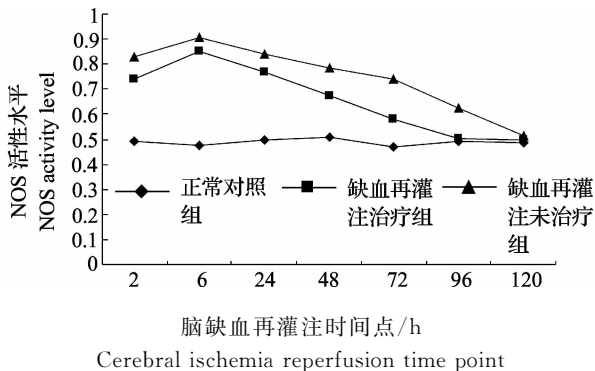 1
0.9
0.8
0.7
0.6
0.5
0.4
0.3
0.2
0.1
0
NOS 活性水平
NOS activity level
正常对照
组
缺血再灌
注治疗组
缺血再灌
注未治疗
组
2 6 24 48 72 96 120
脑缺血再灌注时间点/h
Cerebral ischemia reperfusion time point